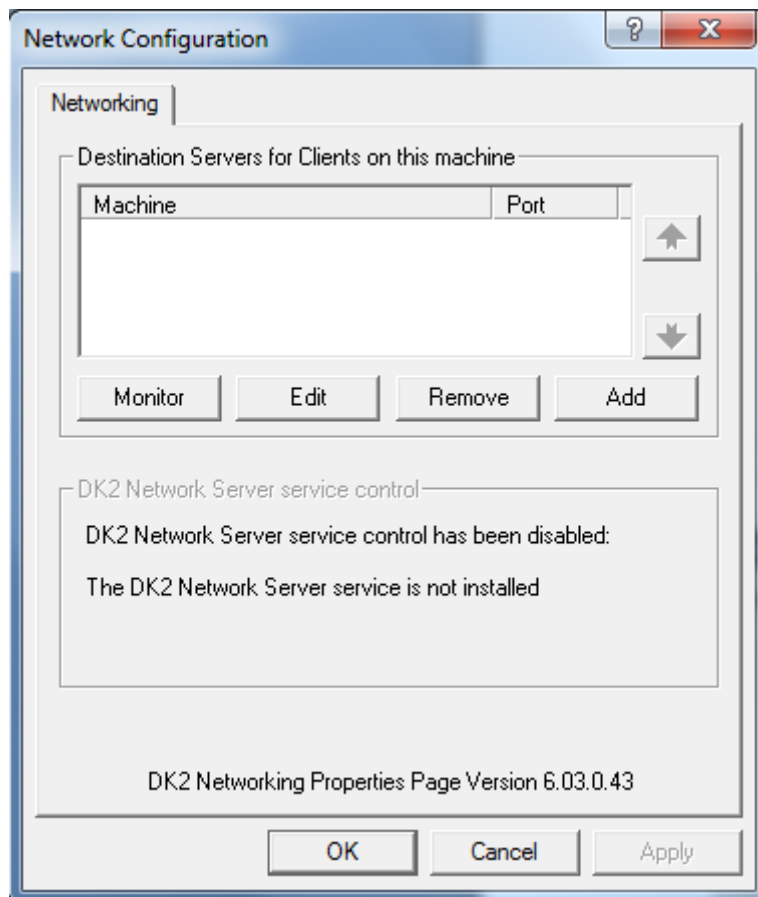 Network Configuration
?
X
Networking
Destination Servers for Clients on this machine
Machine Port
Monitor Edit Remove Add
DK2 Network Server service control
DK2 Network Server service control has been disabled:
The DK2 Network Server service is not installed
DK2 Networking Properties Page Version 6.03.0.43
OK Cancel Apply